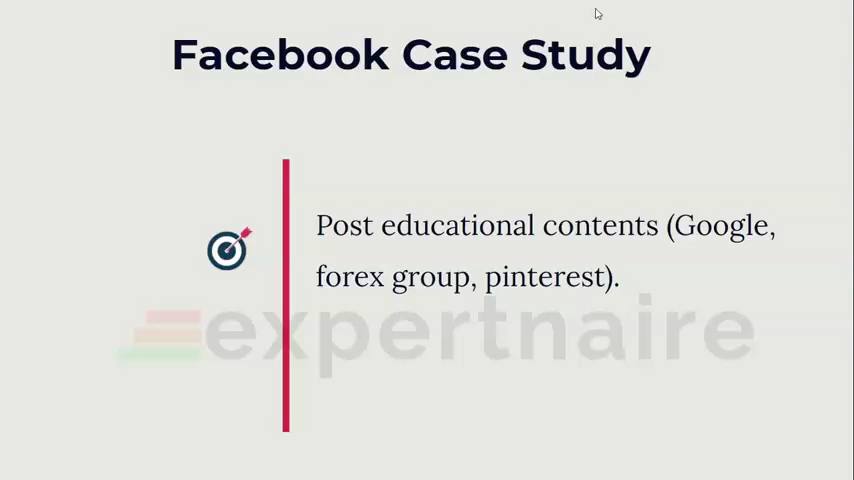 Facebook Case Study
Post educational contents (Google,
forex group, pinterest).
expertnaire